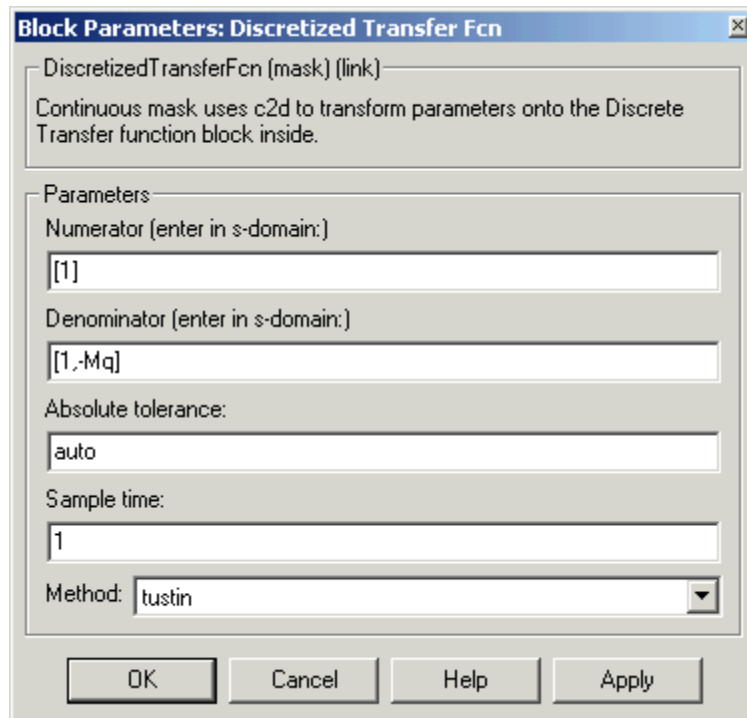 Block Parameters: Discretized Transfer Fcn
DiscretizedTransferFcn (mask) (link)
Continuous mask uses c2d to transform parameters onto the Discrete
Transfer function block inside.
Parameters
Numerator (enter in s-domain:)
[1]
Denominator (enter in s-domain:)
[1,-Mq]
Absolute tolerance:
auto
Sample time:
1
Method: tustin
OK Cancel Help Apply